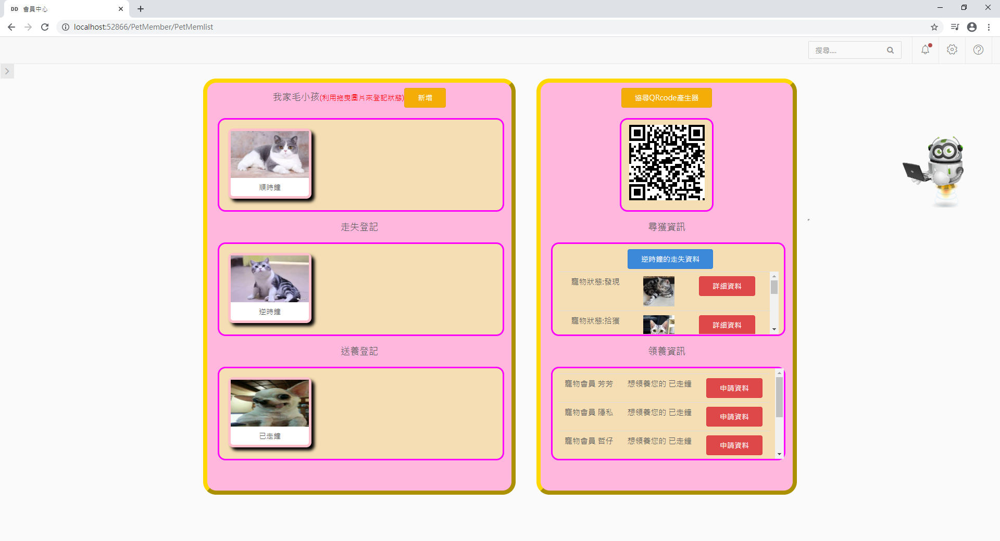 DD 會員中心
localhost:52866/PetMember/PetMemlist
搜尋....
我家毛小孩(利用拖曳圖片來登記狀態) 新增
順時鐘
走失登記
逆時鐘
送養登記
已走鐘
協尋QRcode產生器
尋獲資訊
逆時鐘的走失資料
寵物狀態:發現 詳細資料
寵物狀態:拾獲 詳細資料
領養資訊
寵物會員 芳芳 想領養您的 已走鐘 申請資料
寵物會員 隱私 想領養您的 已走鐘 申請資料
寵物會員 哲仔 想領養您的 已走鐘 申請資料